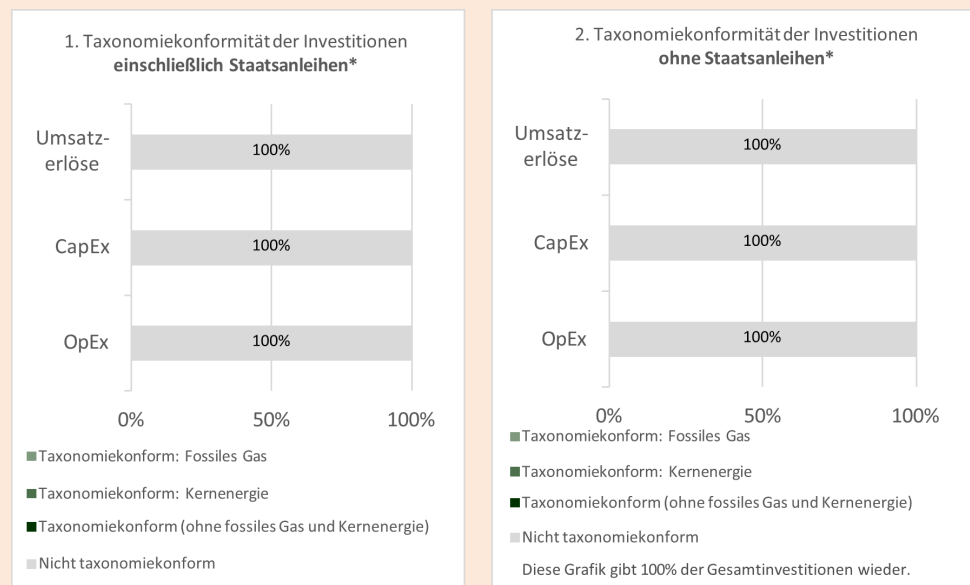 1. Taxonomiekonformität der Investitionen
einschließlich Staatsanleihen*
Umsatz-
erlöse
100%
CapEx
100%
OpEx
100%
0%
50%
100%
Taxonomiekonform: Fossiles Gas
Taxonomiekonform: Kernenergie
Taxonomiekonform (ohne fossiles Gas und Kernenergie)
Nicht taxonomiekonform
2. Taxonomiekonformität der Investitionen
ohne Staatsanleihen*
Umsatz-
erlöse
100%
CapEx
100%
OpEx
100%
0%
50%
100%
Taxonomiekonform: Fossiles Gas
Taxonomiekonform: Kernenergie
Taxonomiekonform (ohne fossiles Gas und Kernenergie)
Nicht taxonomiekonform
Diese Grafik gibt 100% der Gesamtinvestitionen wieder.